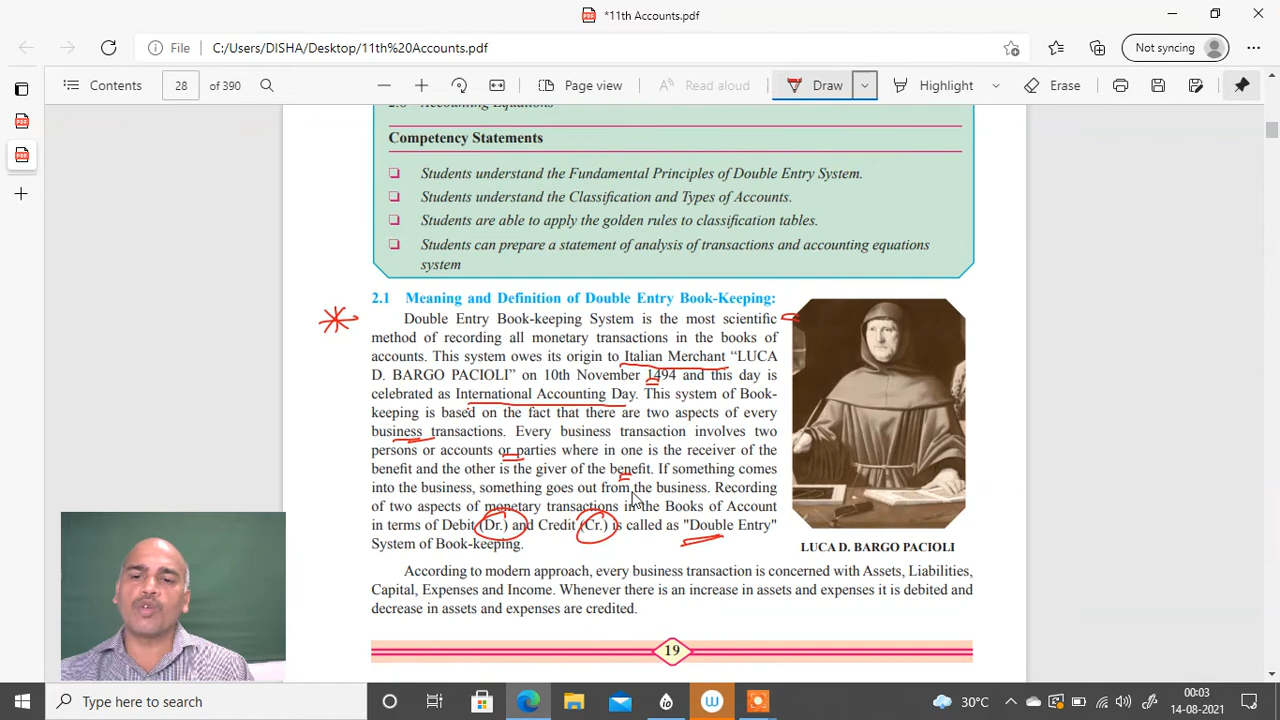 *11th Accounts.pdf
File C:/Users/DISHA/Desktop/11th%20Accounts.pdf Not syncing
Contents 28 of 390 Page view Read aloud Draw Highlight Erase
2.6 Accounting Equations
Competency Statements
Students understand the Fundamental Principles of Double Entry System.
Students understand the Classification and Types of Accounts.
Students are able to apply the golden rules to classification tables.
Students can prepare a statement of analysis of transactions and accounting equations
system
2.1 Meaning and Definition of Double Entry Book-Keeping:
Double Entry Book-keeping System is the most scientific
method of recording all monetary transactions in the books of
accounts. This system owes its origin to Italian Merchant “LUCA
D. BARGO PACIOLI” on 10th November 1494 and this day is
celebrated as International Accounting Day. This system of Book-
keeping is based on the fact that there are two aspects of every
business transactions. Every business transaction involves two
persons or accounts or parties where in one is the receiver of the
benefit and the other is the giver of the benefit. If something comes
into the business, something goes out from the business. Recording
of two aspects of monetary transactions in the Books of Account
in terms of Debit (Dr.) and Credit (Cr.) is called as "Double Entry"
System of Book-keeping.
LUCA D. BARGO PACIOLI
According to modern approach, every business transaction is concerned with Assets, Liabilities,
Capital, Expenses and Income. Whenever there is an increase in assets and expenses it is debited and
decrease in assets and expenses are credited.
19
Type here to search
30°C
00:03
14-08-2021